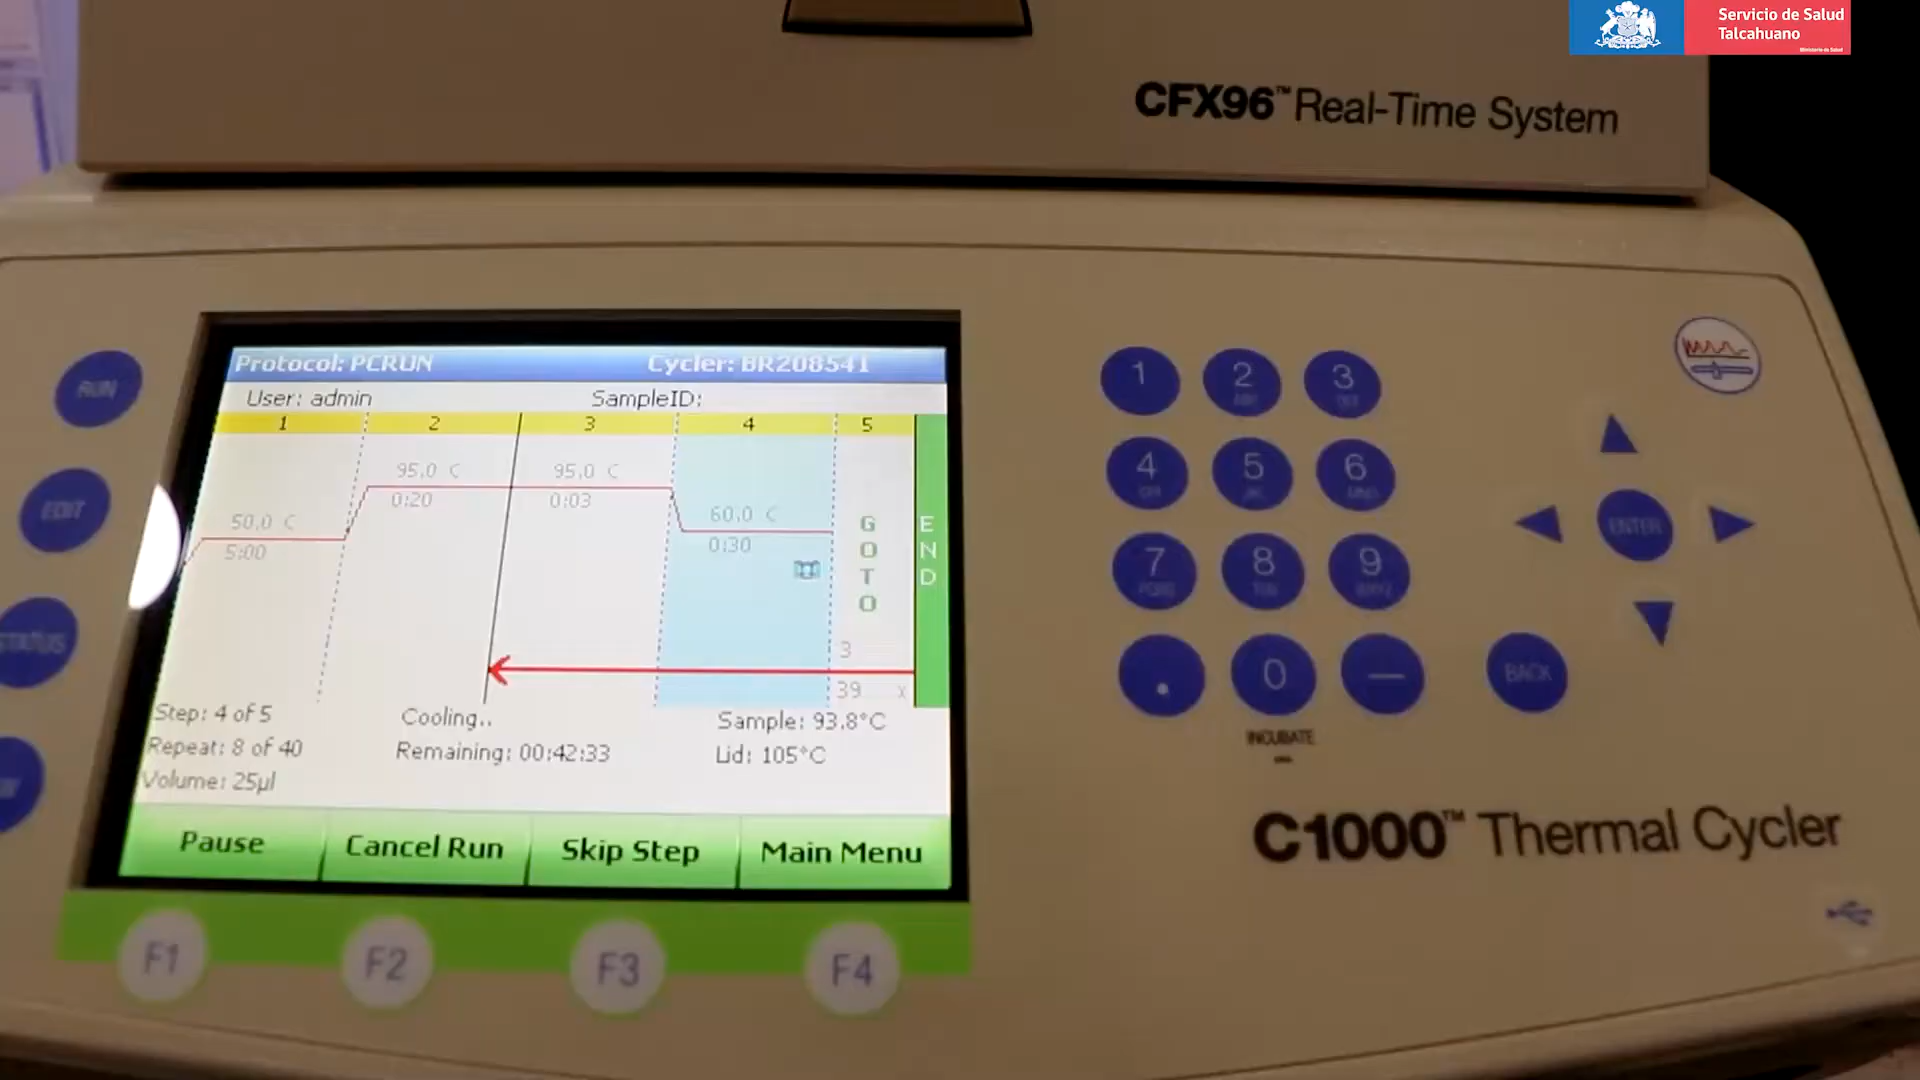 Servicio de Salud
Talcahuano
Ministerio de Salud
CFX96™ Real-Time System
Protocol: PCRUN Cycler: BR208541
User: admin SampleID:
1 2 3 4 5
95.0 C 95.0 C
0:20 0:03
50.0 C 60.0 C
5:00 0:30
GOTO
END
3
39 x
Step: 4 of 5 Cooling.. Sample: 93.8°C
Repeat: 8 of 40 Remaining: 00:42:33 Lid: 105°C
Volume: 25µl
Pause Cancel Run Skip Step Main Menu
F1 F2 F3 F4
RUN
EDIT
STATUS
1 2 3
4 5 6
7 8 9
. 0 —
INCUBATE
ENTER
BACK
C1000™ Thermal Cycler